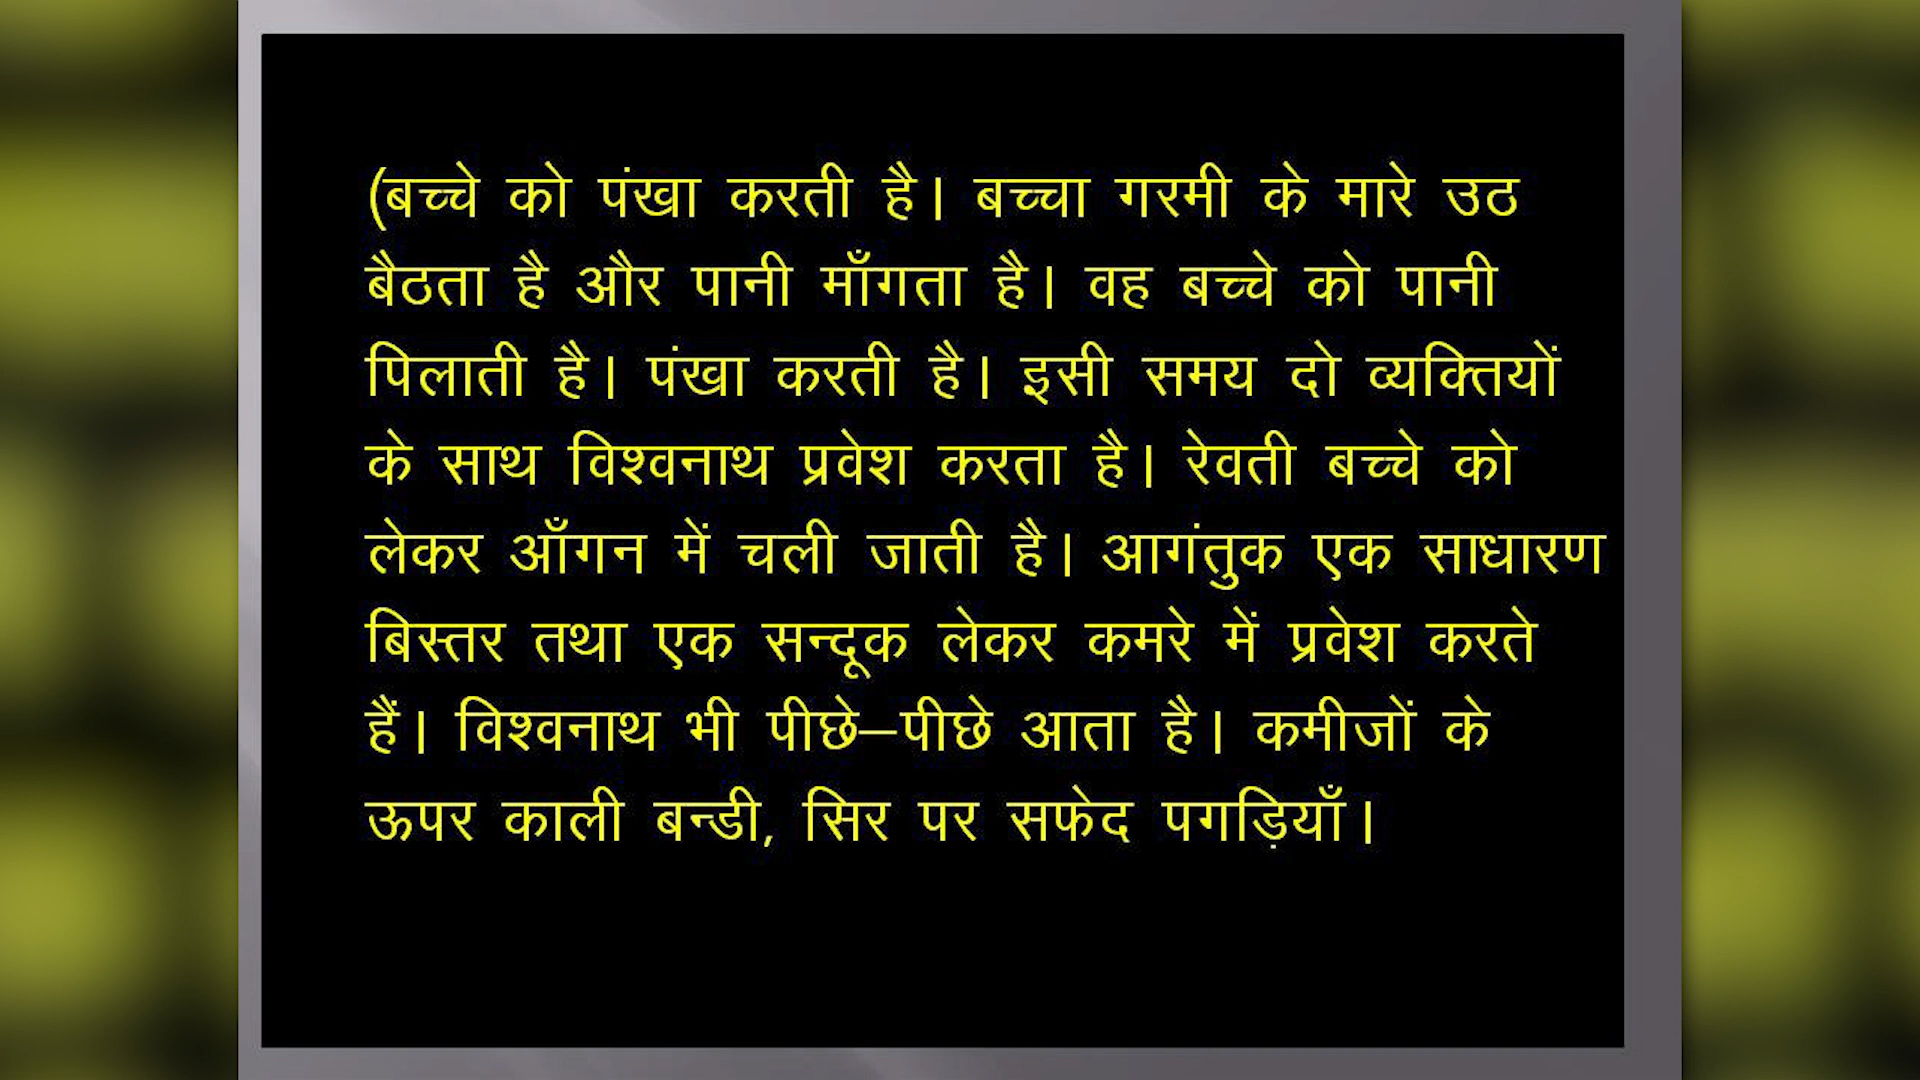 (बच्चे को पंखा करती है। बच्चा गरमी के मारे उठ
बैठता है और पानी माँगता है। वह बच्चे को पानी
पिलाती है। पंखा करती है। इसी समय दो व्यक्तियों
के साथ विश्वनाथ प्रवेश करता है। रेवती बच्चे को
लेकर आँगन में चली जाती है। आगंतुक एक साधारण
बिस्तर तथा एक सन्दूक लेकर कमरे में प्रवेश करते
हैं। विश्वनाथ भी पीछे–पीछे आता है। कमीजों के
ऊपर काली बन्डी, सिर पर सफेद पगड़ियाँ।